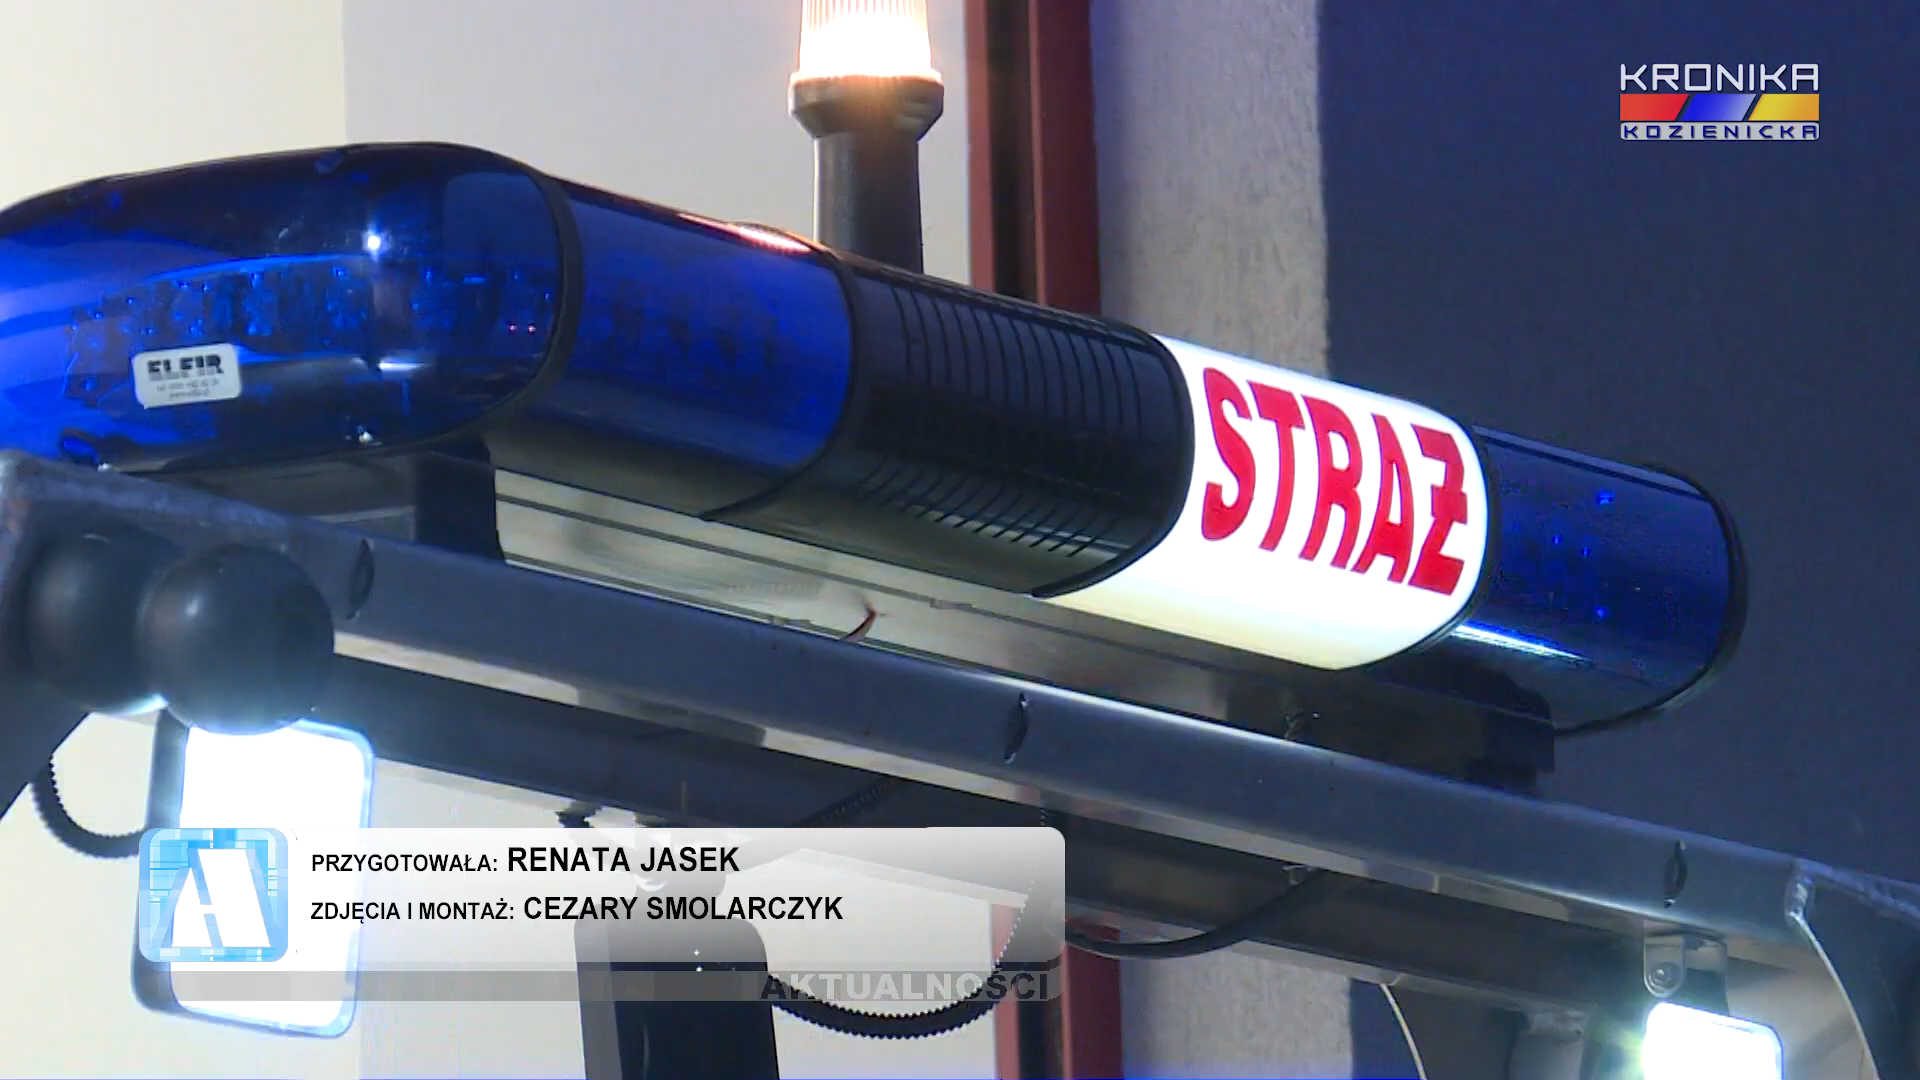 KRONIKA
KOZIENICKA
ELFIR
STRAŻ
PRZYGOTOWAŁA: RENATA JASEK
ZDJĘCIA I MONTAŻ: CEZARY SMOLARCZYK
AKTUALNOŚCI